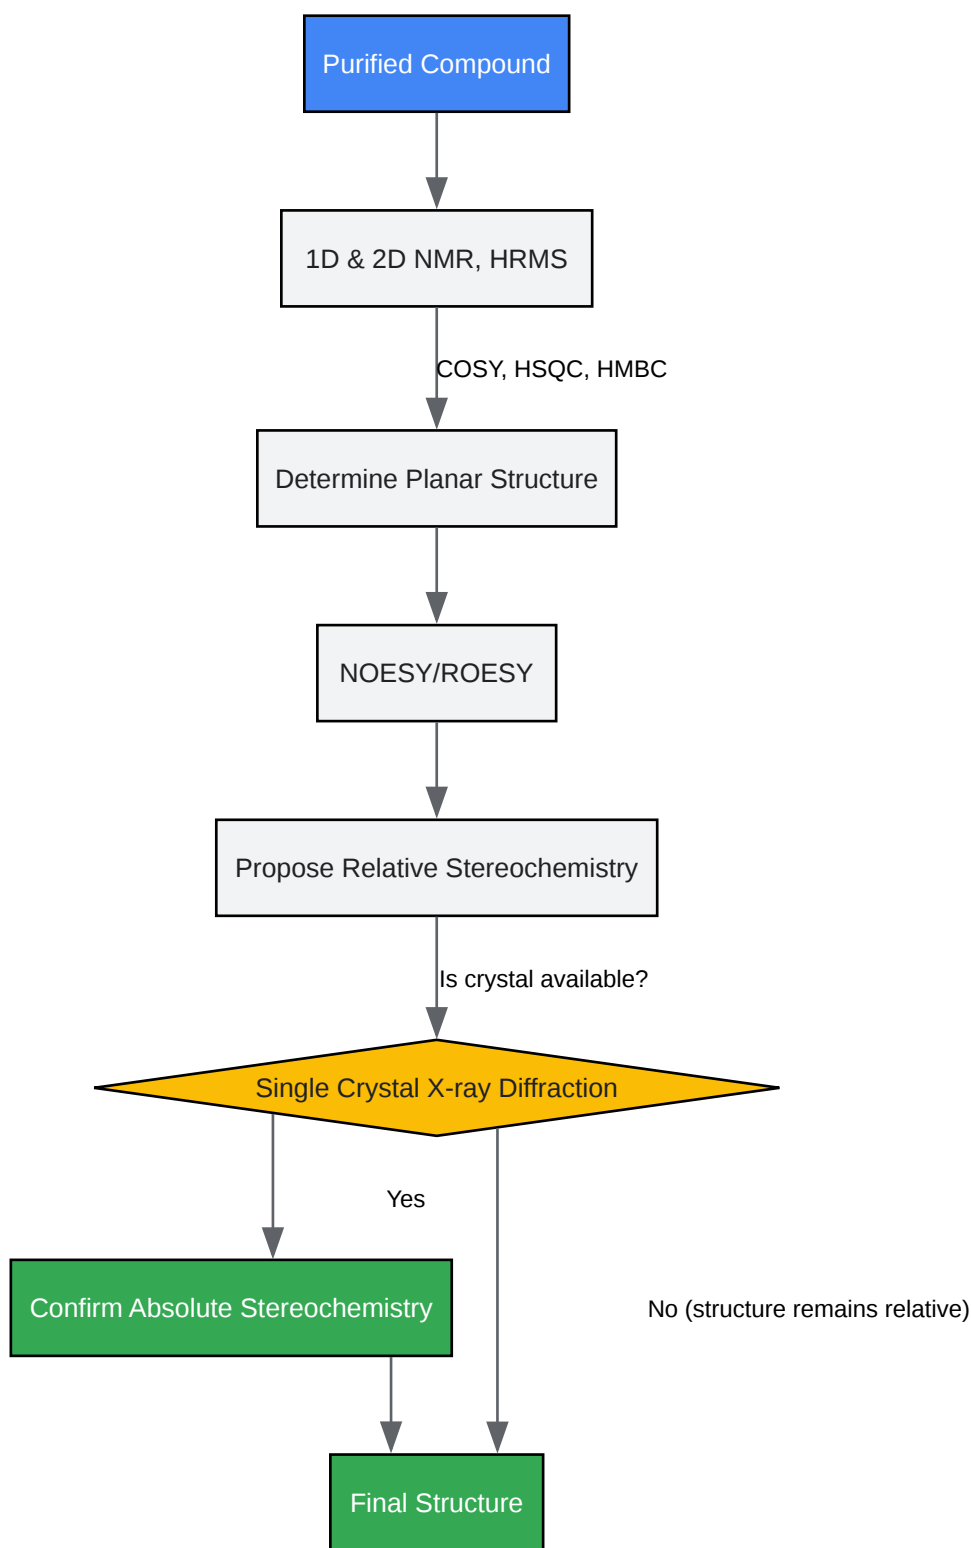 Purified Compound
1D & 2D NMR, HRMS
COSY, HSQC, HMBC
Determine Planar Structure
NOESY/ROESY
Propose Relative Stereochemistry
Is crystal available?
Single Crystal X-ray Diffraction
Yes
Confirm Absolute Stereochemistry
No (structure remains relative)
Final Structure